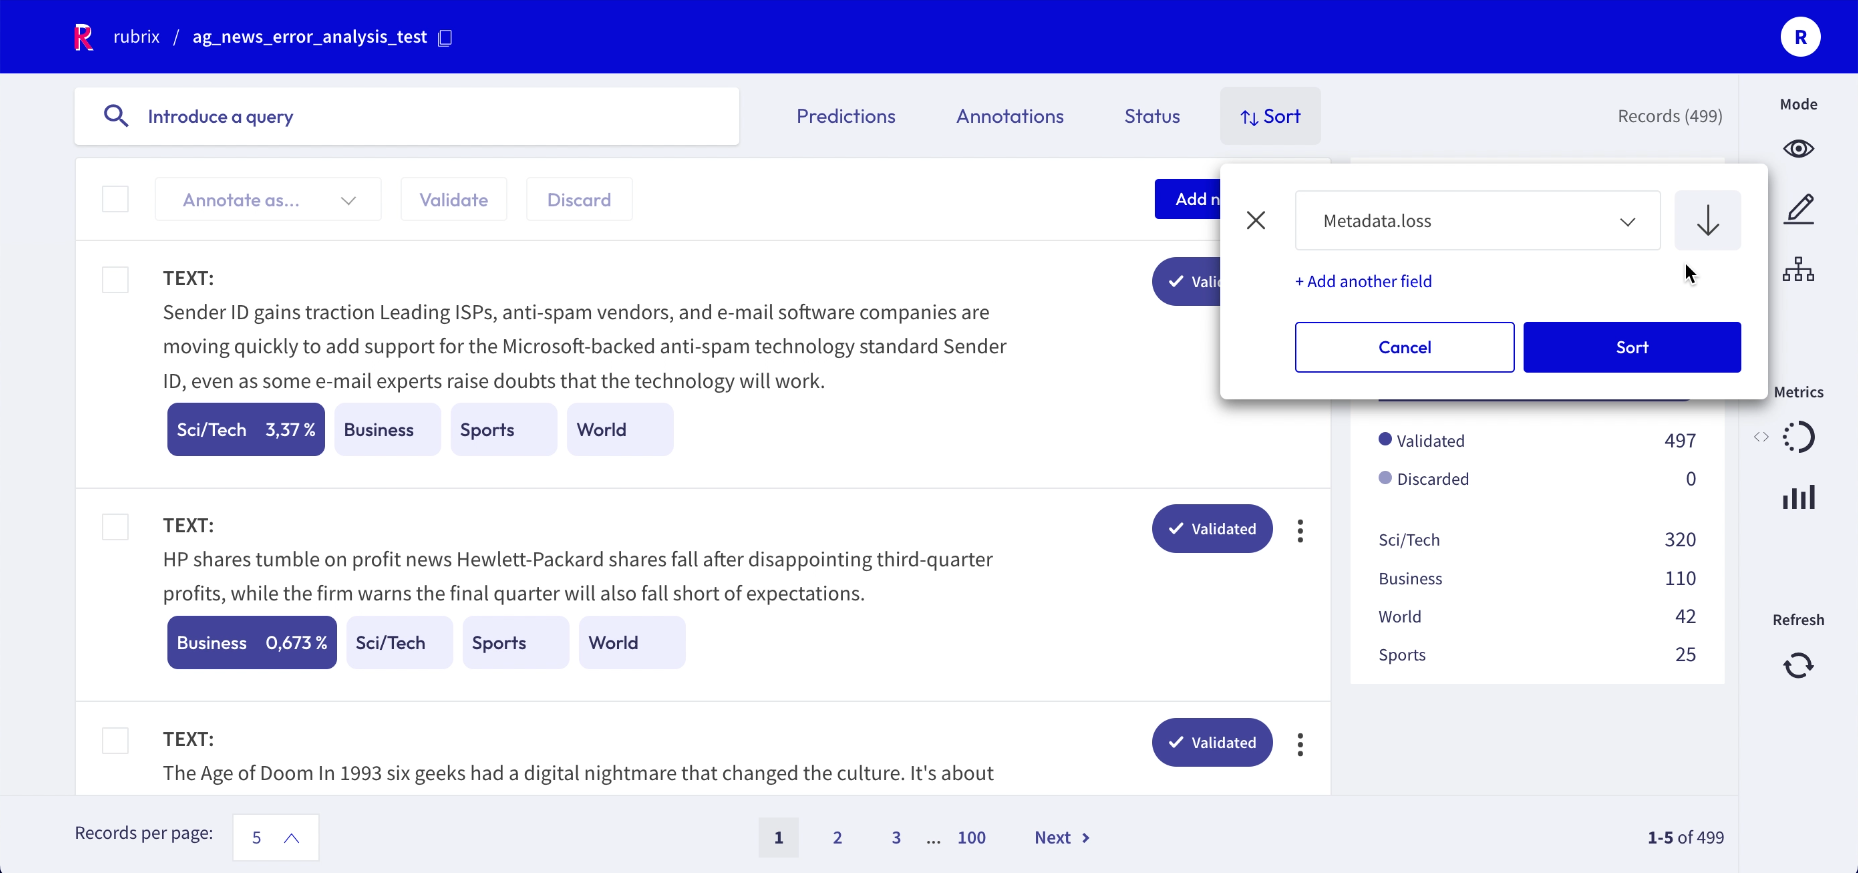 R rubrix / ag_news_error_analysis_test
R
Introduce a query
Predictions Annotations Status Sort
Records (499)
Mode
Annotate as... Validate Discard
Add n
Metadata.loss
+ Add another field
Cancel Sort
TEXT:
Vali
Sender ID gains traction Leading ISPs, anti-spam vendors, and e-mail software companies are
moving quickly to add support for the Microsoft-backed anti-spam technology standard Sender
ID, even as some e-mail experts raise doubts that the technology will work.
Sci/Tech 3,37 % Business Sports World
Metrics
Validated 497
Discarded 0
Sci/Tech 320
Business 110
World 42
Sports 25
Refresh
TEXT:
Validated
HP shares tumble on profit news Hewlett-Packard shares fall after disappointing third-quarter
profits, while the firm warns the final quarter will also fall short of expectations.
Business 0,673 % Sci/Tech Sports World
TEXT:
Validated
The Age of Doom In 1993 six geeks had a digital nightmare that changed the culture. It's about
Records per page: 5
1 2 3 ... 100 Next >
1-5 of 499